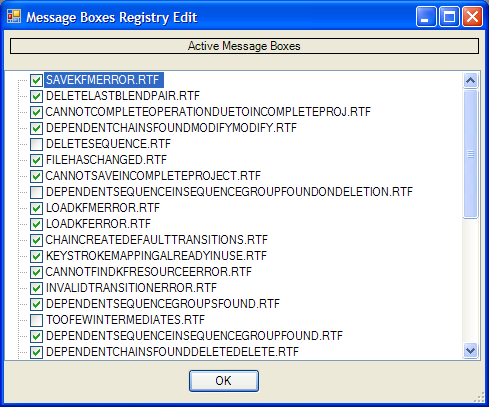 Message Boxes Registry Edit
Active Message Boxes
SAVEKFMERROR.RTF
DELETELASTBLENDPAIR.RTF
CANNOTCOMPLETEOPERATIONDUETOINCOMPLETEPROJ.RTF
DEPENDENTCHAINSFOUNDMODIFYMODIFY.RTF
DELETESEQUENCE.RTF
FILEHASCHANGED.RTF
CANNOTSAVEINCOMPLETEPROJECT.RTF
DEPENDENTSEQUENCEINSEQUENCEGROUPFOUNDONDELETION.RTF
LOADKFMERROR.RTF
LOADKFERROR.RTF
CHAINCREATEDEFAULTTRANSITIONS.RTF
KEYSTROKEMAPPINGALREADYINUSE.RTF
CANNOTFINDKFRESOURCEERROR.RTF
INVALIDTRANSITIONERROR.RTF
DEPENDENTSEQUENCEGROUPSFOUND.RTF
TOOFEWINTERMEDIATES.RTF
DEPENDENTSEQUENCEINSEQUENCEGROUPFOUND.RTF
DEPENDENTCHAINSFOUNDDELETEDELETE.RTF
OK